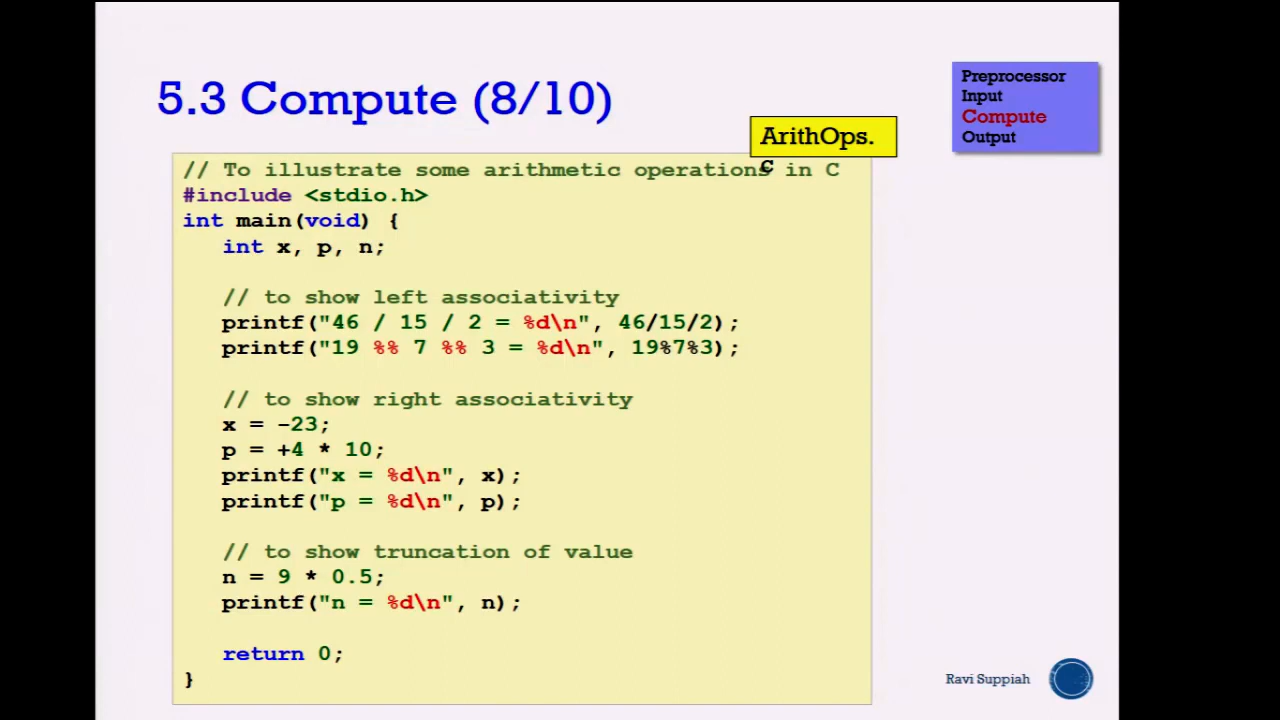 5.3 Compute (8/10)
Preprocessor
Input
Compute
Output
ArithOps.
c
// To illustrate some arithmetic operations in C
#include <stdio.h>
int main(void) {
int x, p, n;
// to show left associativity
printf("46 / 15 / 2 = %d\n", 46/15/2);
printf("19 %% 7 %% 3 = %d\n", 19%7%3);
// to show right associativity
x = -23;
p = +4 * 10;
printf("x = %d\n", x);
printf("p = %d\n", p);
// to show truncation of value
n = 9 * 0.5;
printf("n = %d\n", n);
return 0;
}
Ravi Suppiah